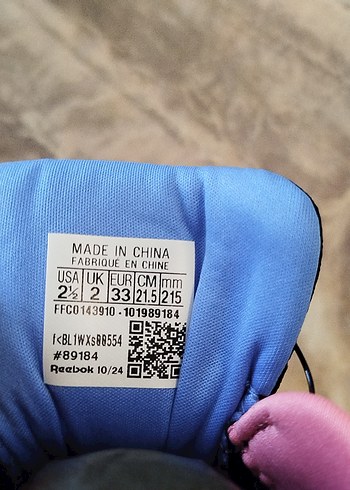 MADE IN CHINA
FABRIQUÉ EN CHINE
USA UK EUR CM mm
2½ 2 33 21.5 215
FFC0143910 -101989184
f<BL1WXs00554
#89184
Reebok 10/24